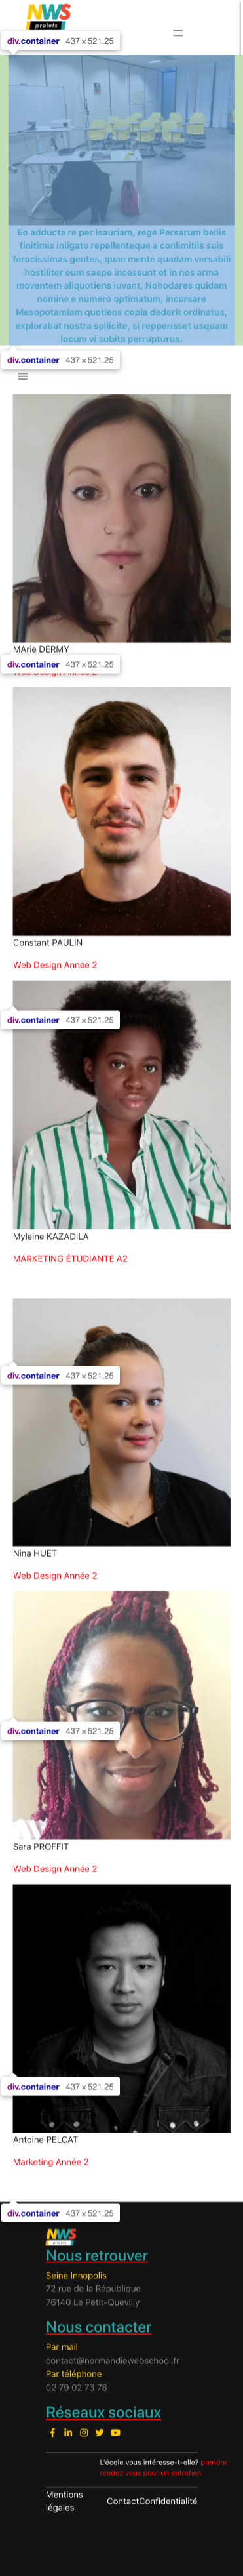 NWS
projets
div.container 437 × 521.25
Eo adducta re per Isauriam, rege Persarum bellis
finitimis inligato repellenteque a conlimitiis suis
ferocissimas gentes, quae mente quadam versabili
hostiliter eum saepe incessunt et in nos arma
moventem aliquotiens iuvant, Nohodares quidam
nomine e numero optimatum, incursare
Mesopotamiam quotiens copia dederit ordinatus,
explorabat nostra sollicite, si repperisset usquam
locum vi subita perrupturus.
div.container 437 × 521.25
MArie DERMY
div.container 437 × 521.25
Web Design Année 2
Constant PAULIN
Web Design Année 2
div.container 437 × 521.25
Myleine KAZADILA
MARKETING ÉTUDIANTE A2
div.container 437 × 521.25
Nina HUET
Web Design Année 2
div.container 437 × 521.25
Sara PROFFIT
Web Design Année 2
div.container 437 × 521.25
Antoine PELCAT
Marketing Année 2
div.container 437 × 521.25
NWS
projets
Nous retrouver
Seine Innopolis
72 rue de la République
76140 Le Petit-Quevilly
Nous contacter
Par mail
contact@normandiewebschool.fr
Par téléphone
02 79 02 73 78
Réseaux sociaux
L'école vous intéresse-t-elle? prendre
rendez vous pour un entretien
Mentions
légales
ContactConfidentialité